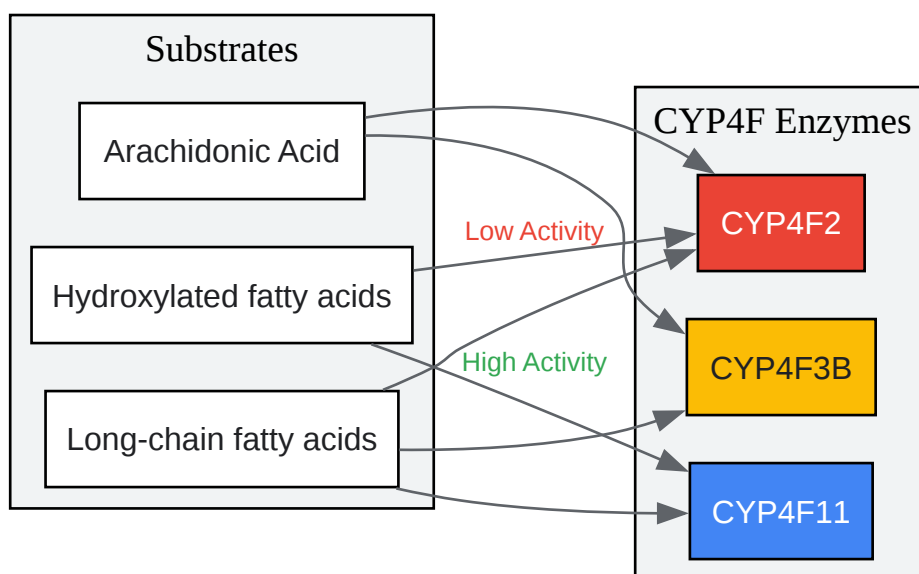 Substrates
Arachidonic Acid
Hydroxylated fatty acids
Long-chain fatty acids
Low Activity
High Activity
CYP4F Enzymes
CYP4F2
CYP4F3B
CYP4F11